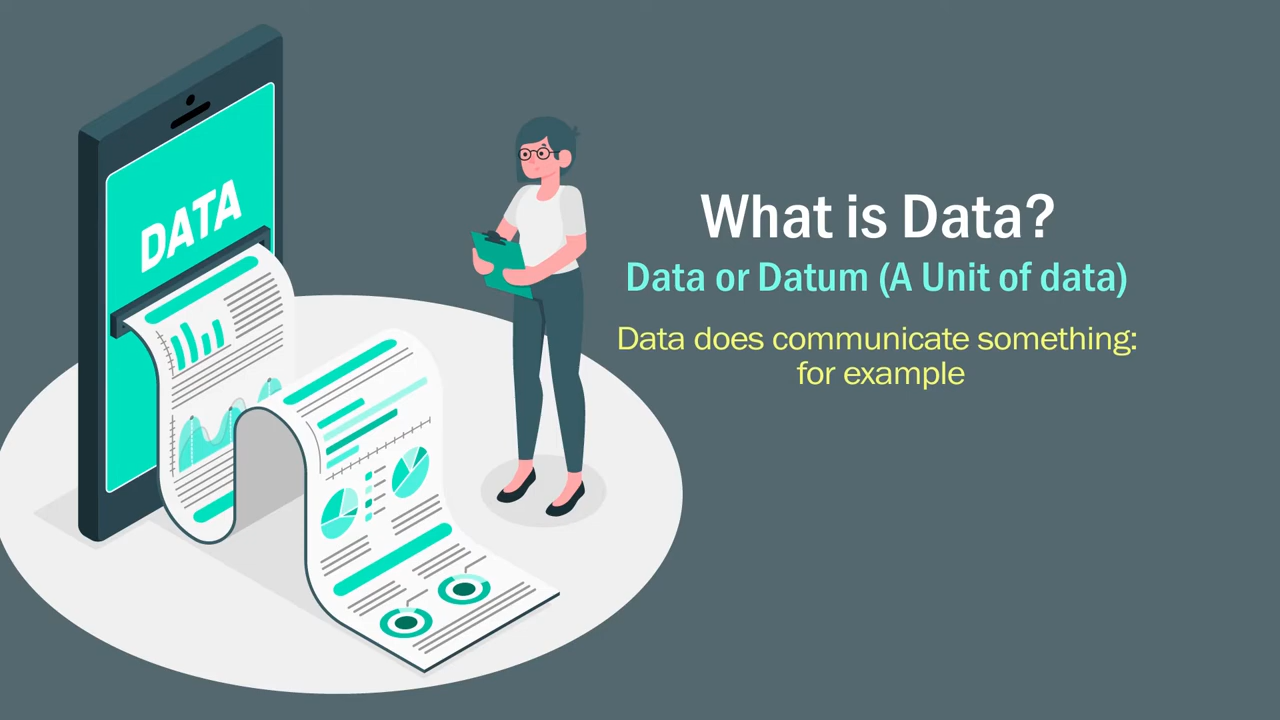 DATA
What is Data?
Data or Datum (A Unit of data)
Data does communicate something:
for example